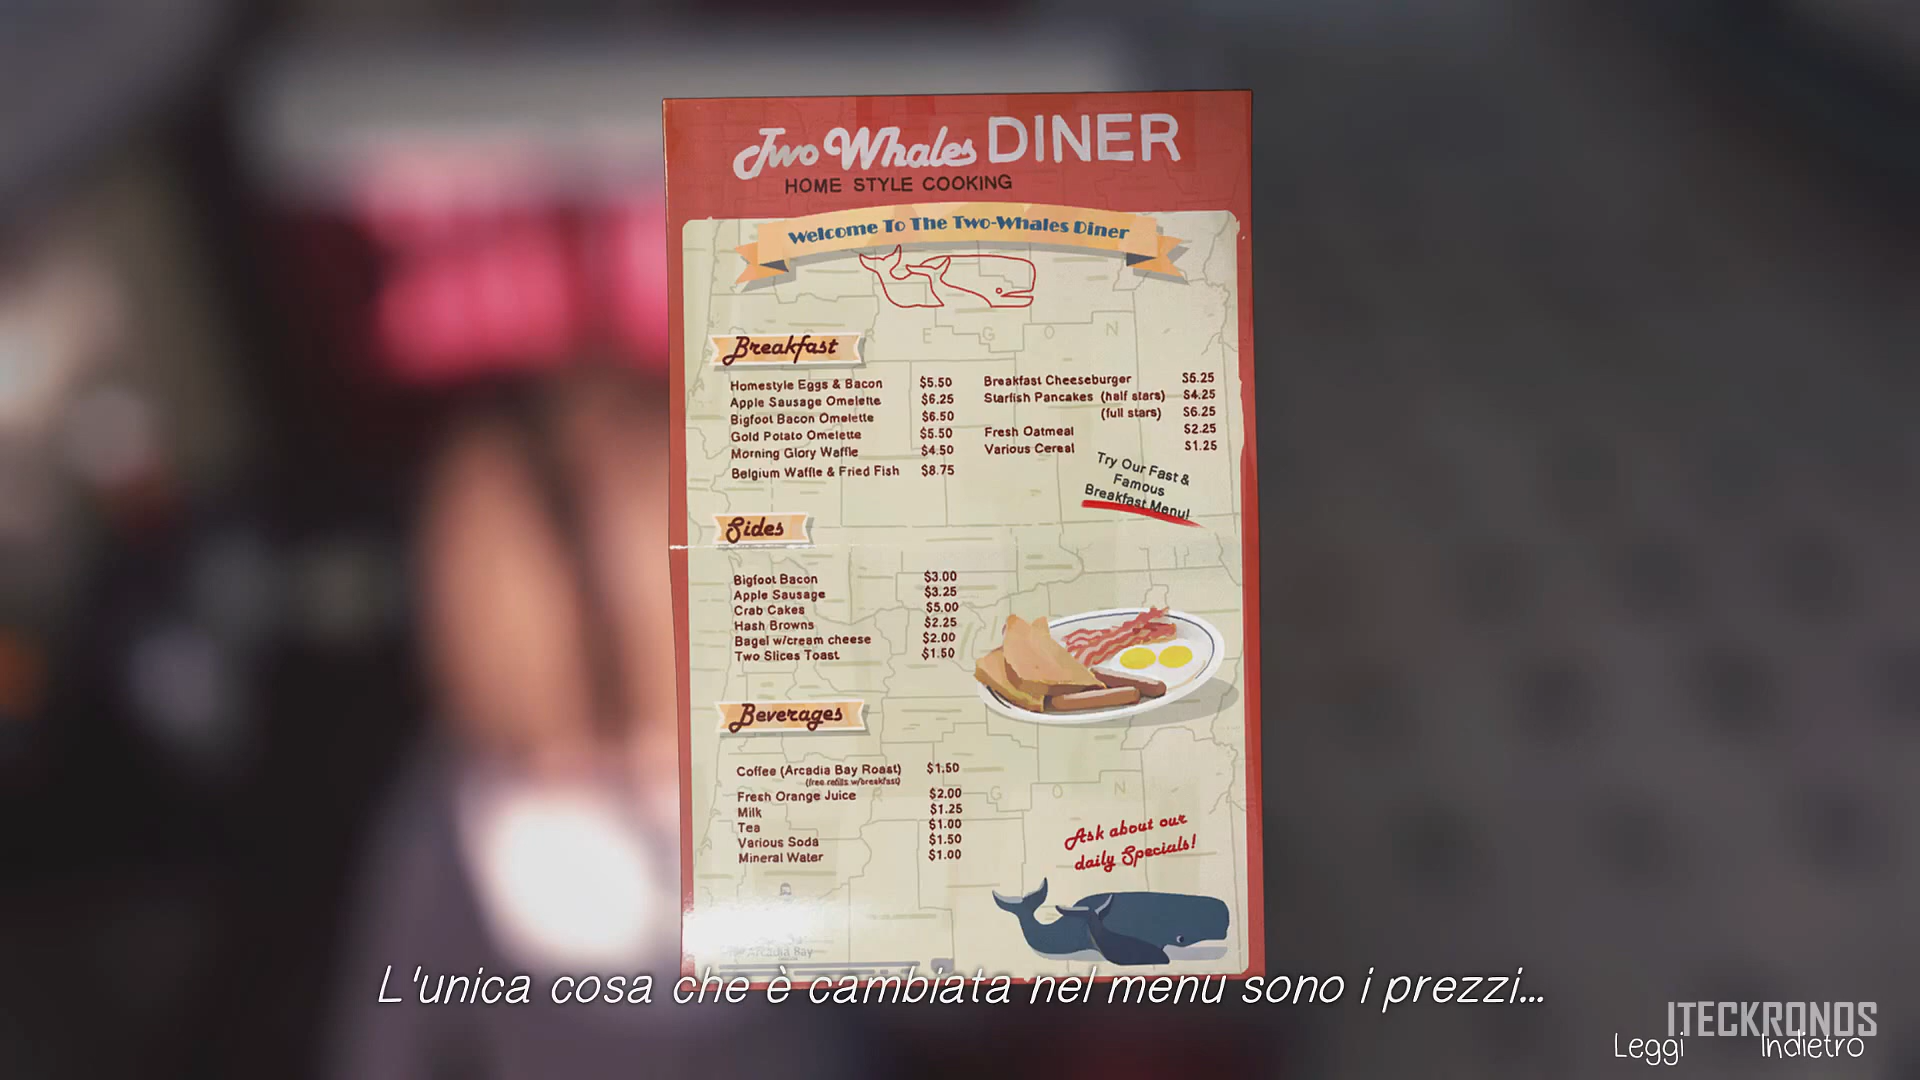 Two Whales DINER
HOME STYLE COOKING
Welcome To The Two-Whales Diner
O R E G O N
Breakfast
Homestyle Eggs & Bacon $5.50
Apple Sausage Omelette $6.25
Bigfoot Bacon Omelette $6.50
Gold Potato Omelette $5.50
Morning Glory Waffle $4.50
Belgium Waffle & Fried Fish $8.75
Breakfast Cheeseburger $5.25
Starfish Pancakes (half stars) $4.25
(full stars) $6.25
Fresh Oatmeal $2.25
Various Cereal $1.25
Try Our Fast &
Famous
Breakfast Menu!
Sides
Bigfoot Bacon $3.00
Apple Sausage $3.25
Crab Cakes $5.00
Hash Browns $2.25
Bagel w/cream cheese $2.00
Two Slices Toast $1.50
Beverages
Coffee (Arcadia Bay Roast) $1.50
(free refills w/breakfast)
Fresh Orange Juice $2.00
Milk $1.25
Tea $1.00
Various Soda $1.50
Mineral Water $1.00
Ask about our
daily Specials!
Arcadia Bay
L'unica cosa che è cambiata nel menu sono i prezzi...
ITECKRONOS
Leggi Indietro